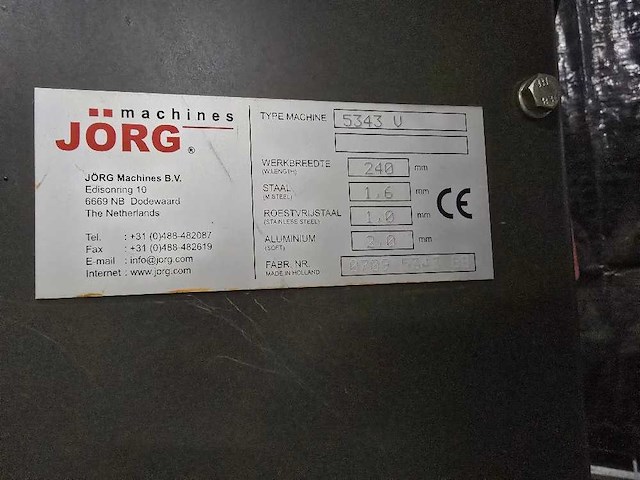 machines
JÖRG ®
JÖRG Machines B.V.
Edisonring 10
6669 NB Dodewaard
The Netherlands
Tel. : +31 (0)488-482087
Fax : +31 (0)488-482619
E-mail : info@jorg.com
Internet : www.jorg.com
TYPE MACHINE 5343 V
WERKBREEDTE 240 mm
(W.LENGTH)
STAAL 1,6 mm
(M.STEEL)
ROESTVRIJSTAAL 1,0 mm
(STAINLESS STEEL)
ALUMINIUM 2,0 mm
(SOFT)
FABR. NR.
MADE IN HOLLAND
CE